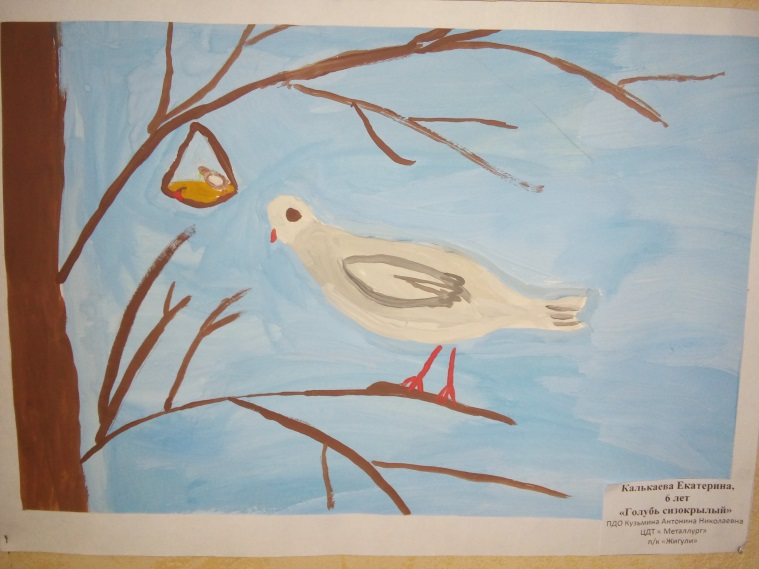 Калькаева Екатерина,
6 лет
«Голубь сизокрылый»
ПДО Кузьмина Антонина Николаевна
ЦДТ « Металлург»
п/к «Жигули»